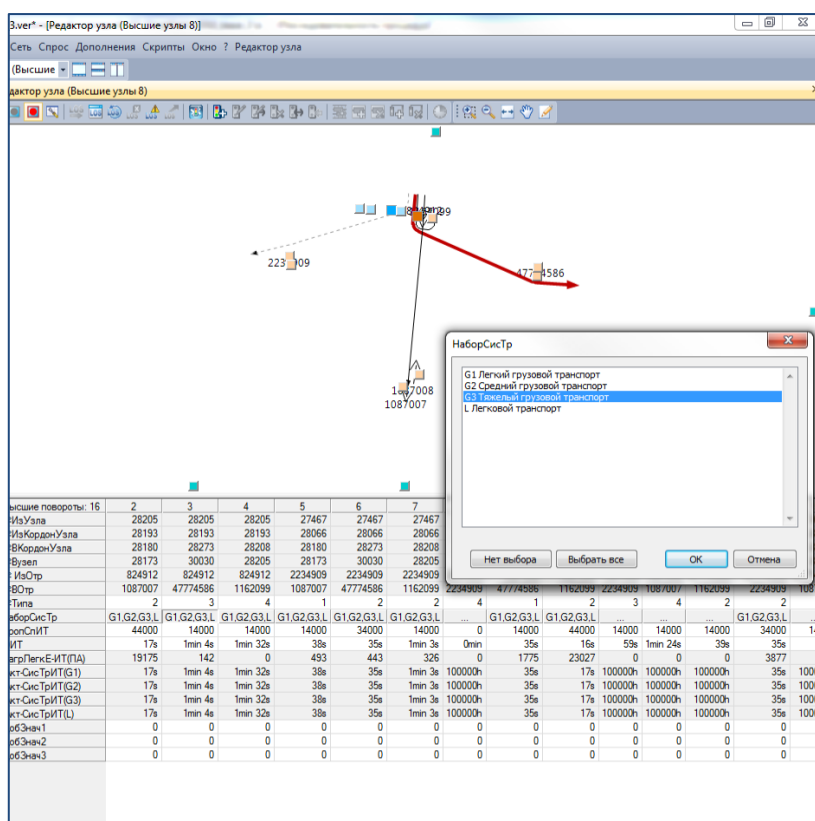 3.ver* - [Редактор узла (Высшие узлы 8)]
Сеть Спрос Дополнения Скрипты Окно ? Редактор узла
(Высшие
дактор узла (Высшие узлы 8)
2234909
47774586
1087008
1087007
НаборСисТр
G1 Легкий грузовой транспорт
G2 Средний грузовой транспорт
G3 Тяжелый грузовой транспорт
L Легковой транспорт
Нет выбора Выбрать все ОК Отмена
ысшие повороты: 16 2 3 4 5 6 7
ИзУзла 28205 28205 28205 27467 27467 27467
ИзКордонУзла 28193 28193 28193 28066 28066 28066
ВКордонУзла 28180 28273 28208 28180 28273 28208
Вузел 28173 30030 28205 28173 30030 28205
ИзОтр 824912 824912 824912 2234909 2234909 2234909
ВОтр 1087007 47774586 1162099 1087007 47774586 1162099 2234909 47774586 1162099 2234909 1087007 1162099 2234909 108
Типа 2 3 4 1 2 2 4 1 2 3 4 2 2
аборСисТр G1,G2,G3,L G1,G2,G3,L G1,G2,G3,L G1,G2,G3,L G1,G2,G3,L G1,G2,G3,L ... G1,G2,G3,L G1,G2,G3,L ... ... ... G1,G2,G3,L
ропСпИТ 44000 14000 14000 14000 34000 14000 0 14000 44000 14000 14000 14000 34000 14
ИТ 17s 1min 4s 1min 32s 38s 35s 1min 3s 0min 35s 16s 59s 1min 24s 39s 35s
агрЛегкЕ-ИТ(ПА) 19175 142 0 493 443 326 0 1775 23027 0 0 0 3877
кт-СисТрИТ(G1) 17s 1min 4s 1min 32s 38s 35s 1min 3s 100000h 35s 17s 100000h 100000h 100000h 35s 1000
кт-СисТрИТ(G2) 17s 1min 4s 1min 32s 38s 35s 1min 3s 100000h 35s 17s 100000h 100000h 100000h 35s 1000
кт-СисТрИТ(G3) 17s 1min 4s 1min 32s 38s 35s 1min 3s 100000h 35s 17s 100000h 100000h 100000h 35s 1000
кт-СисТрИТ(L) 17s 1min 4s 1min 32s 38s 35s 1min 3s 100000h 35s 17s 100000h 100000h 100000h 35s 1000
обЗнач1 0 0 0 0 0 0 0 0 0 0 0 0 0
обЗнач2 0 0 0 0 0 0 0 0 0 0 0 0 0
обЗнач3 0 0 0 0 0 0 0 0 0 0 0 0 0